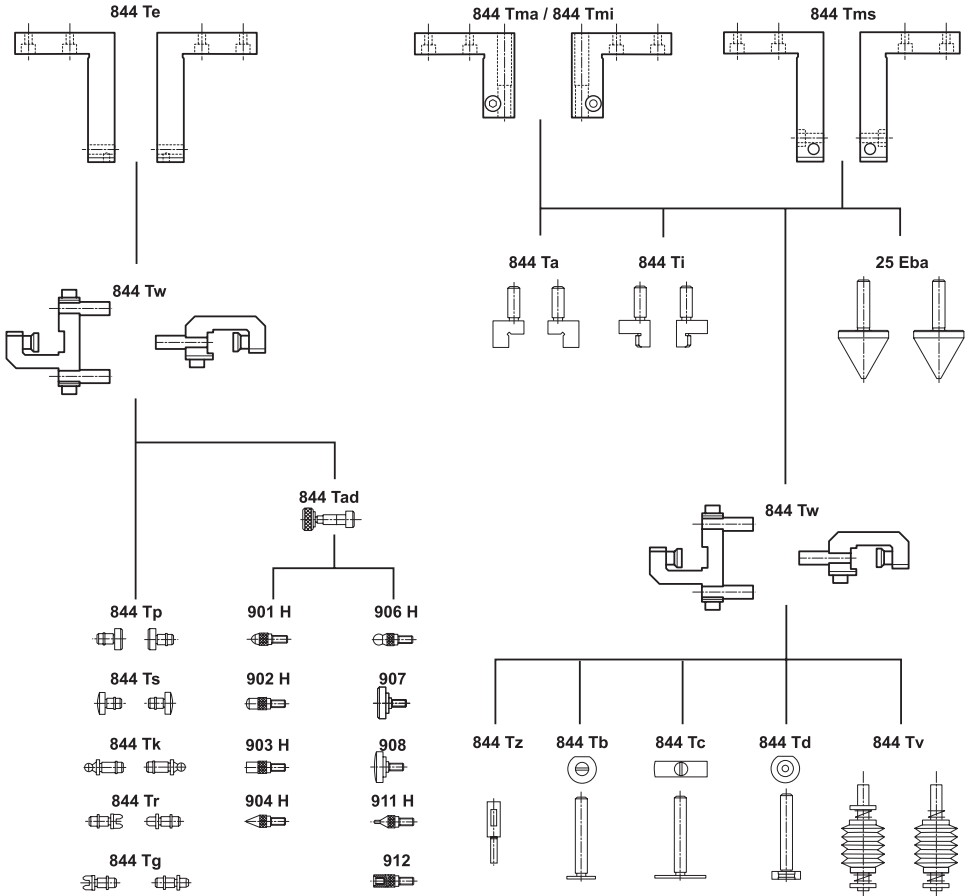 844 Te
844 Tma / 844 Tmi
844 Tms
844 Ta
844 Ti
25 Eba
844 Tw
844 Tad
844 Tw
844 Tp
901 H
906 H
844 Ts
902 H
907
844 Tk
903 H
908
844 Tz
844 Tb
844 Tc
844 Td
844 Tv
844 Tr
904 H
911 H
844 Tg
912